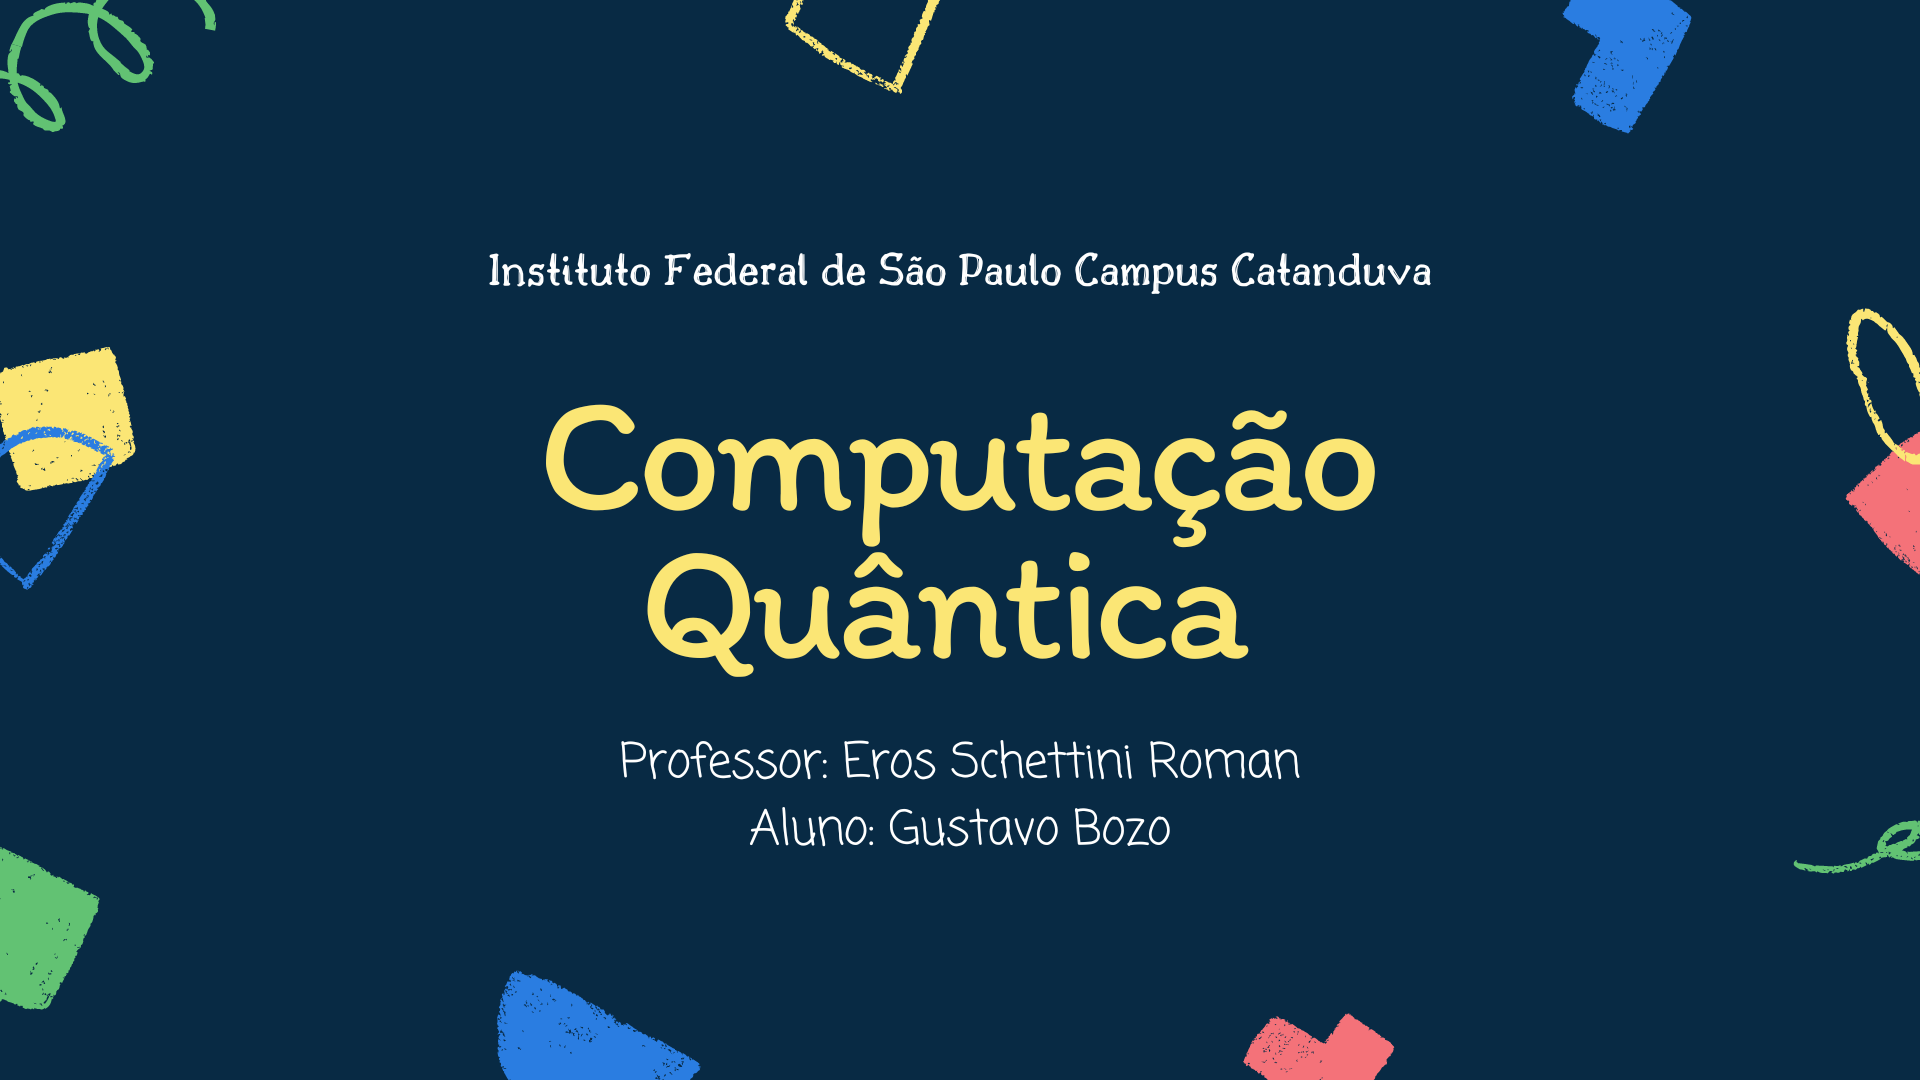 Instituto Federal de São Paulo Campus Catanduva
Computação
Quântica
Professor: Eros Schettini Roman
Aluno: Gustavo Bozo